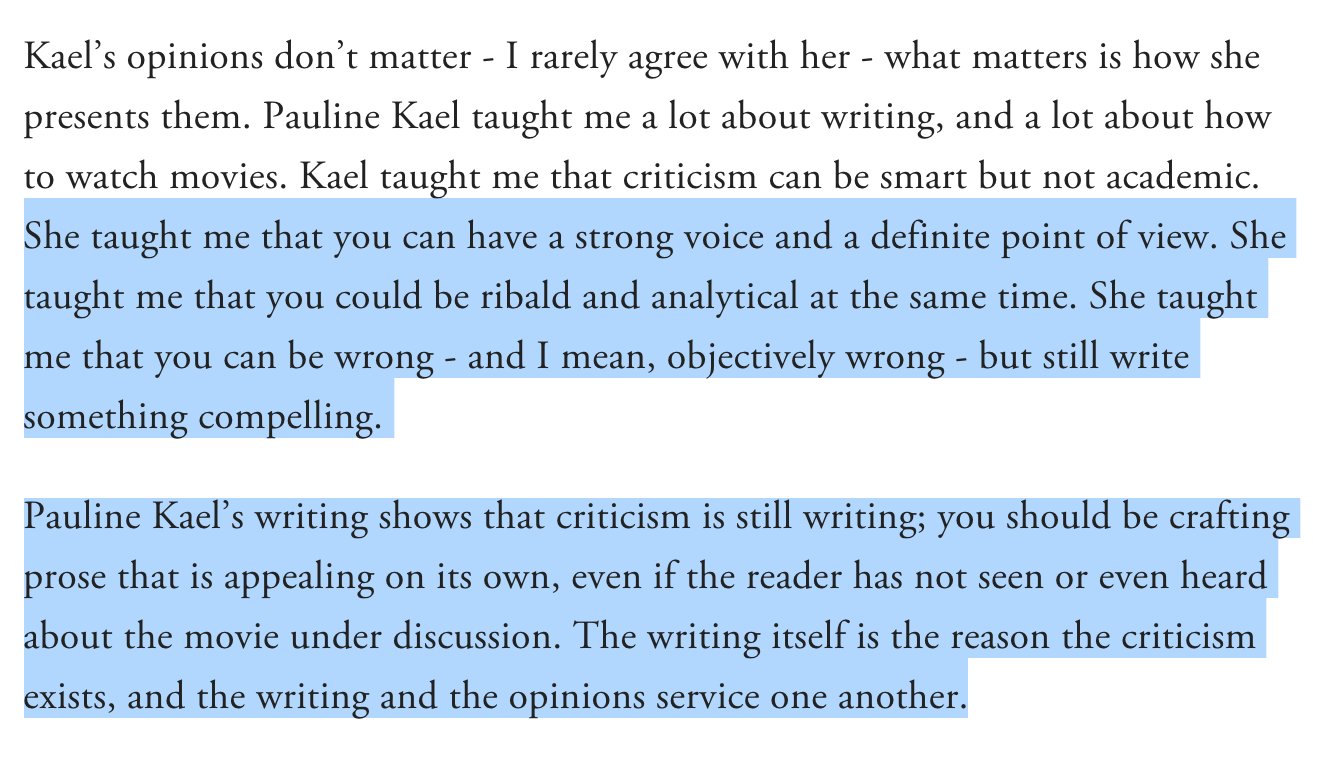 Kael’s opinions don’t matter - I rarely agree with her - what matters is how she
presents them. Pauline Kael taught me a lot about writing, and a lot about how
to watch movies. Kael taught me that criticism can be smart but not academic.
She taught me that you can have a strong voice and a definite point of view. She
taught me that you could be ribald and analytical at the same time. She taught
me that you can be wrong - and I mean, objectively wrong - but still write
something compelling.
Pauline Kael’s writing shows that criticism is still writing; you should be crafting
prose that is appealing on its own, even if the reader has not seen or even heard
about the movie under discussion. The writing itself is the reason the criticism
exists, and the writing and the opinions service one another.